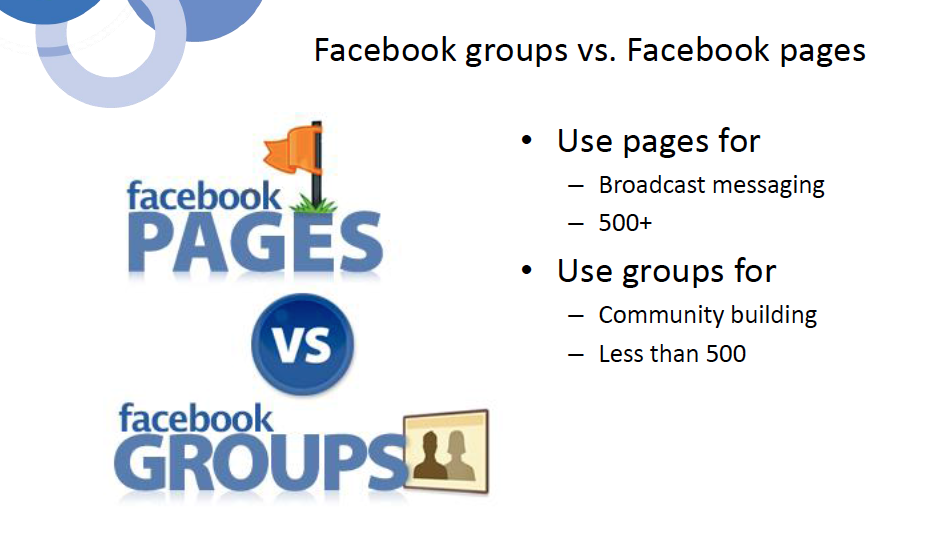 Facebook groups vs. Facebook pages
facebook
PAGES
VS
facebook
GROUPS
• Use pages for
– Broadcast messaging
– 500+
• Use groups for
– Community building
– Less than 500